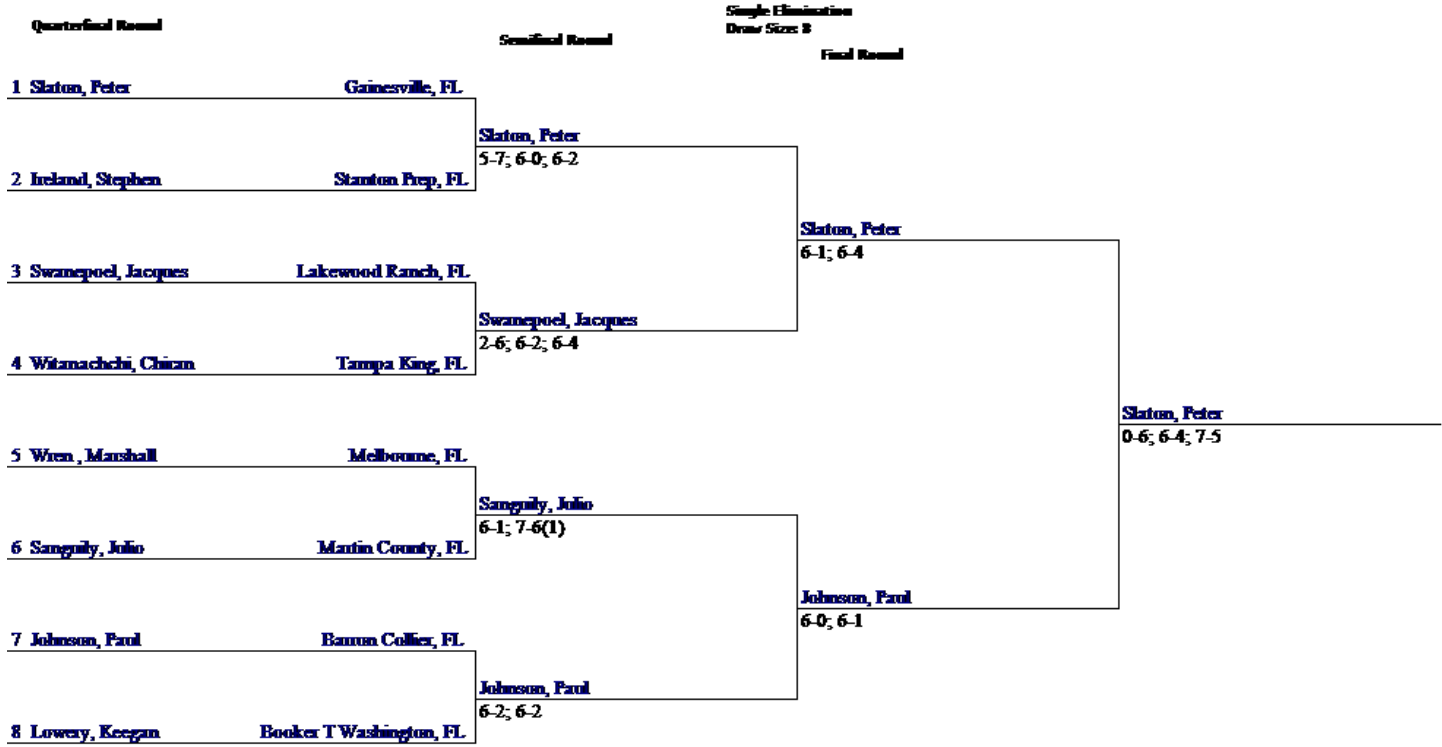 Single Elimination
Quarterfinal Round
Draw Size: 8
Semifinal Round
Final Round
1 Slaton, Peter Gainesville, FL
Slaton, Peter
5-7; 6-0; 6-2
2 Ireland, Stephen Stanton Prep, FL
Slaton, Peter
6-1; 6-4
3 Swanepoel, Jacques Lakewood Ranch, FL
Swanepoel, Jacques
2-6; 6-2; 6-4
4 Witanachchi, Chiran Tampa King, FL
Slaton, Peter
0-6; 6-4; 7-5
5 Wren , Marshall Melbourne, FL
Sanguily, Julio
6-1; 7-6(1)
6 Sanguily, Julio Martin County, FL
Johnson, Paul
6-0; 6-1
7 Johnson, Paul Barron Collier, FL
Johnson, Paul
6-2; 6-2
8 Lowery, Keegan Booker T Washington, FL